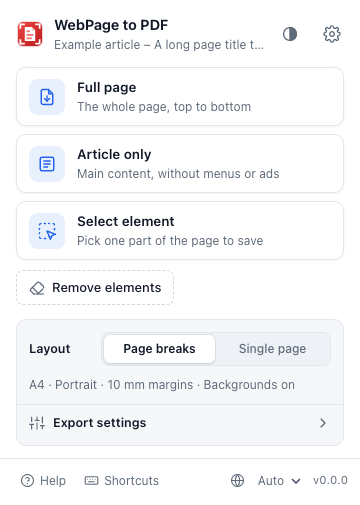 WebPage to PDF
Example article – A long page title t...
Full page
The whole page, top to bottom
Article only
Main content, without menus or ads
Select element
Pick one part of the page to save
Remove elements
Layout
Page breaks
Single page
A4 · Portrait · 10 mm margins · Backgrounds on
Export settings
Help
Shortcuts
Auto
v0.0.0